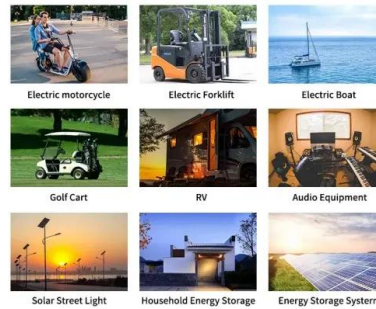 Electric motorcycle
Electric Forklift
Electric Boat
Golf Cart
RV
Audio Equipment
Solar Street Light
Household Energy Storage
Energy Storage System